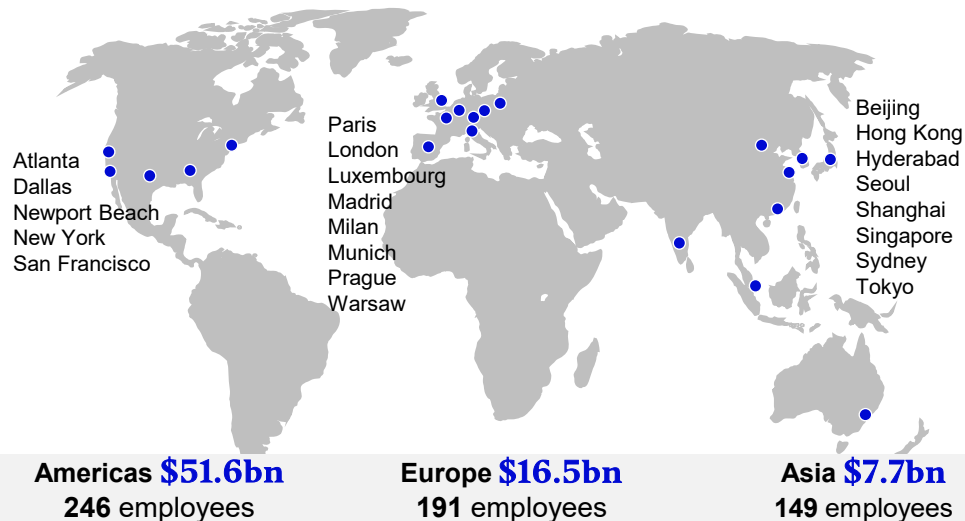 Atlanta
Dallas
Newport Beach
New York
San Francisco
Paris
London
Luxembourg
Madrid
Milan
Munich
Prague
Warsaw
Beijing
Hong Kong
Hyderabad
Seoul
Shanghai
Singapore
Sydney
Tokyo
Americas $51.6bn
246 employees
Europe $16.5bn
191 employees
Asia $7.7bn
149 employees